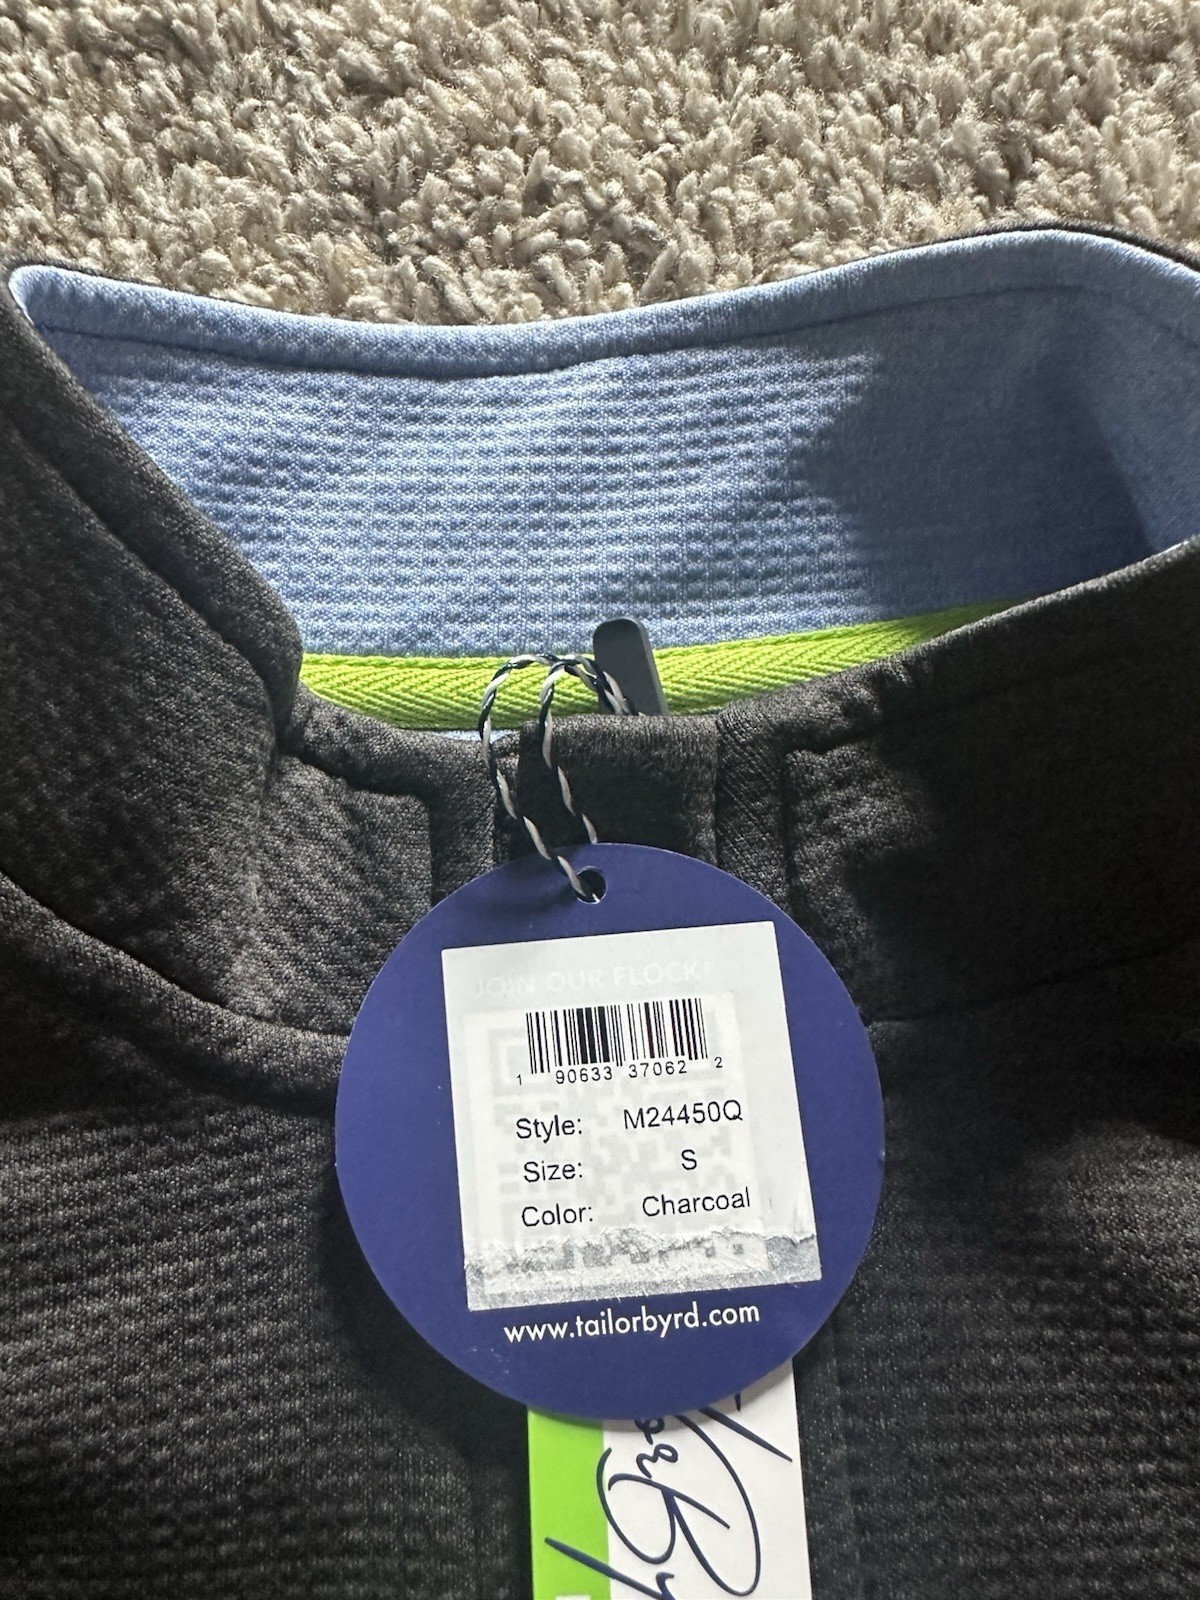 JOIN OUR FLOCK!
1 90633 37062 2
Style: M24450Q
Size: S
Color: Charcoal
www.tailorbyrd.com